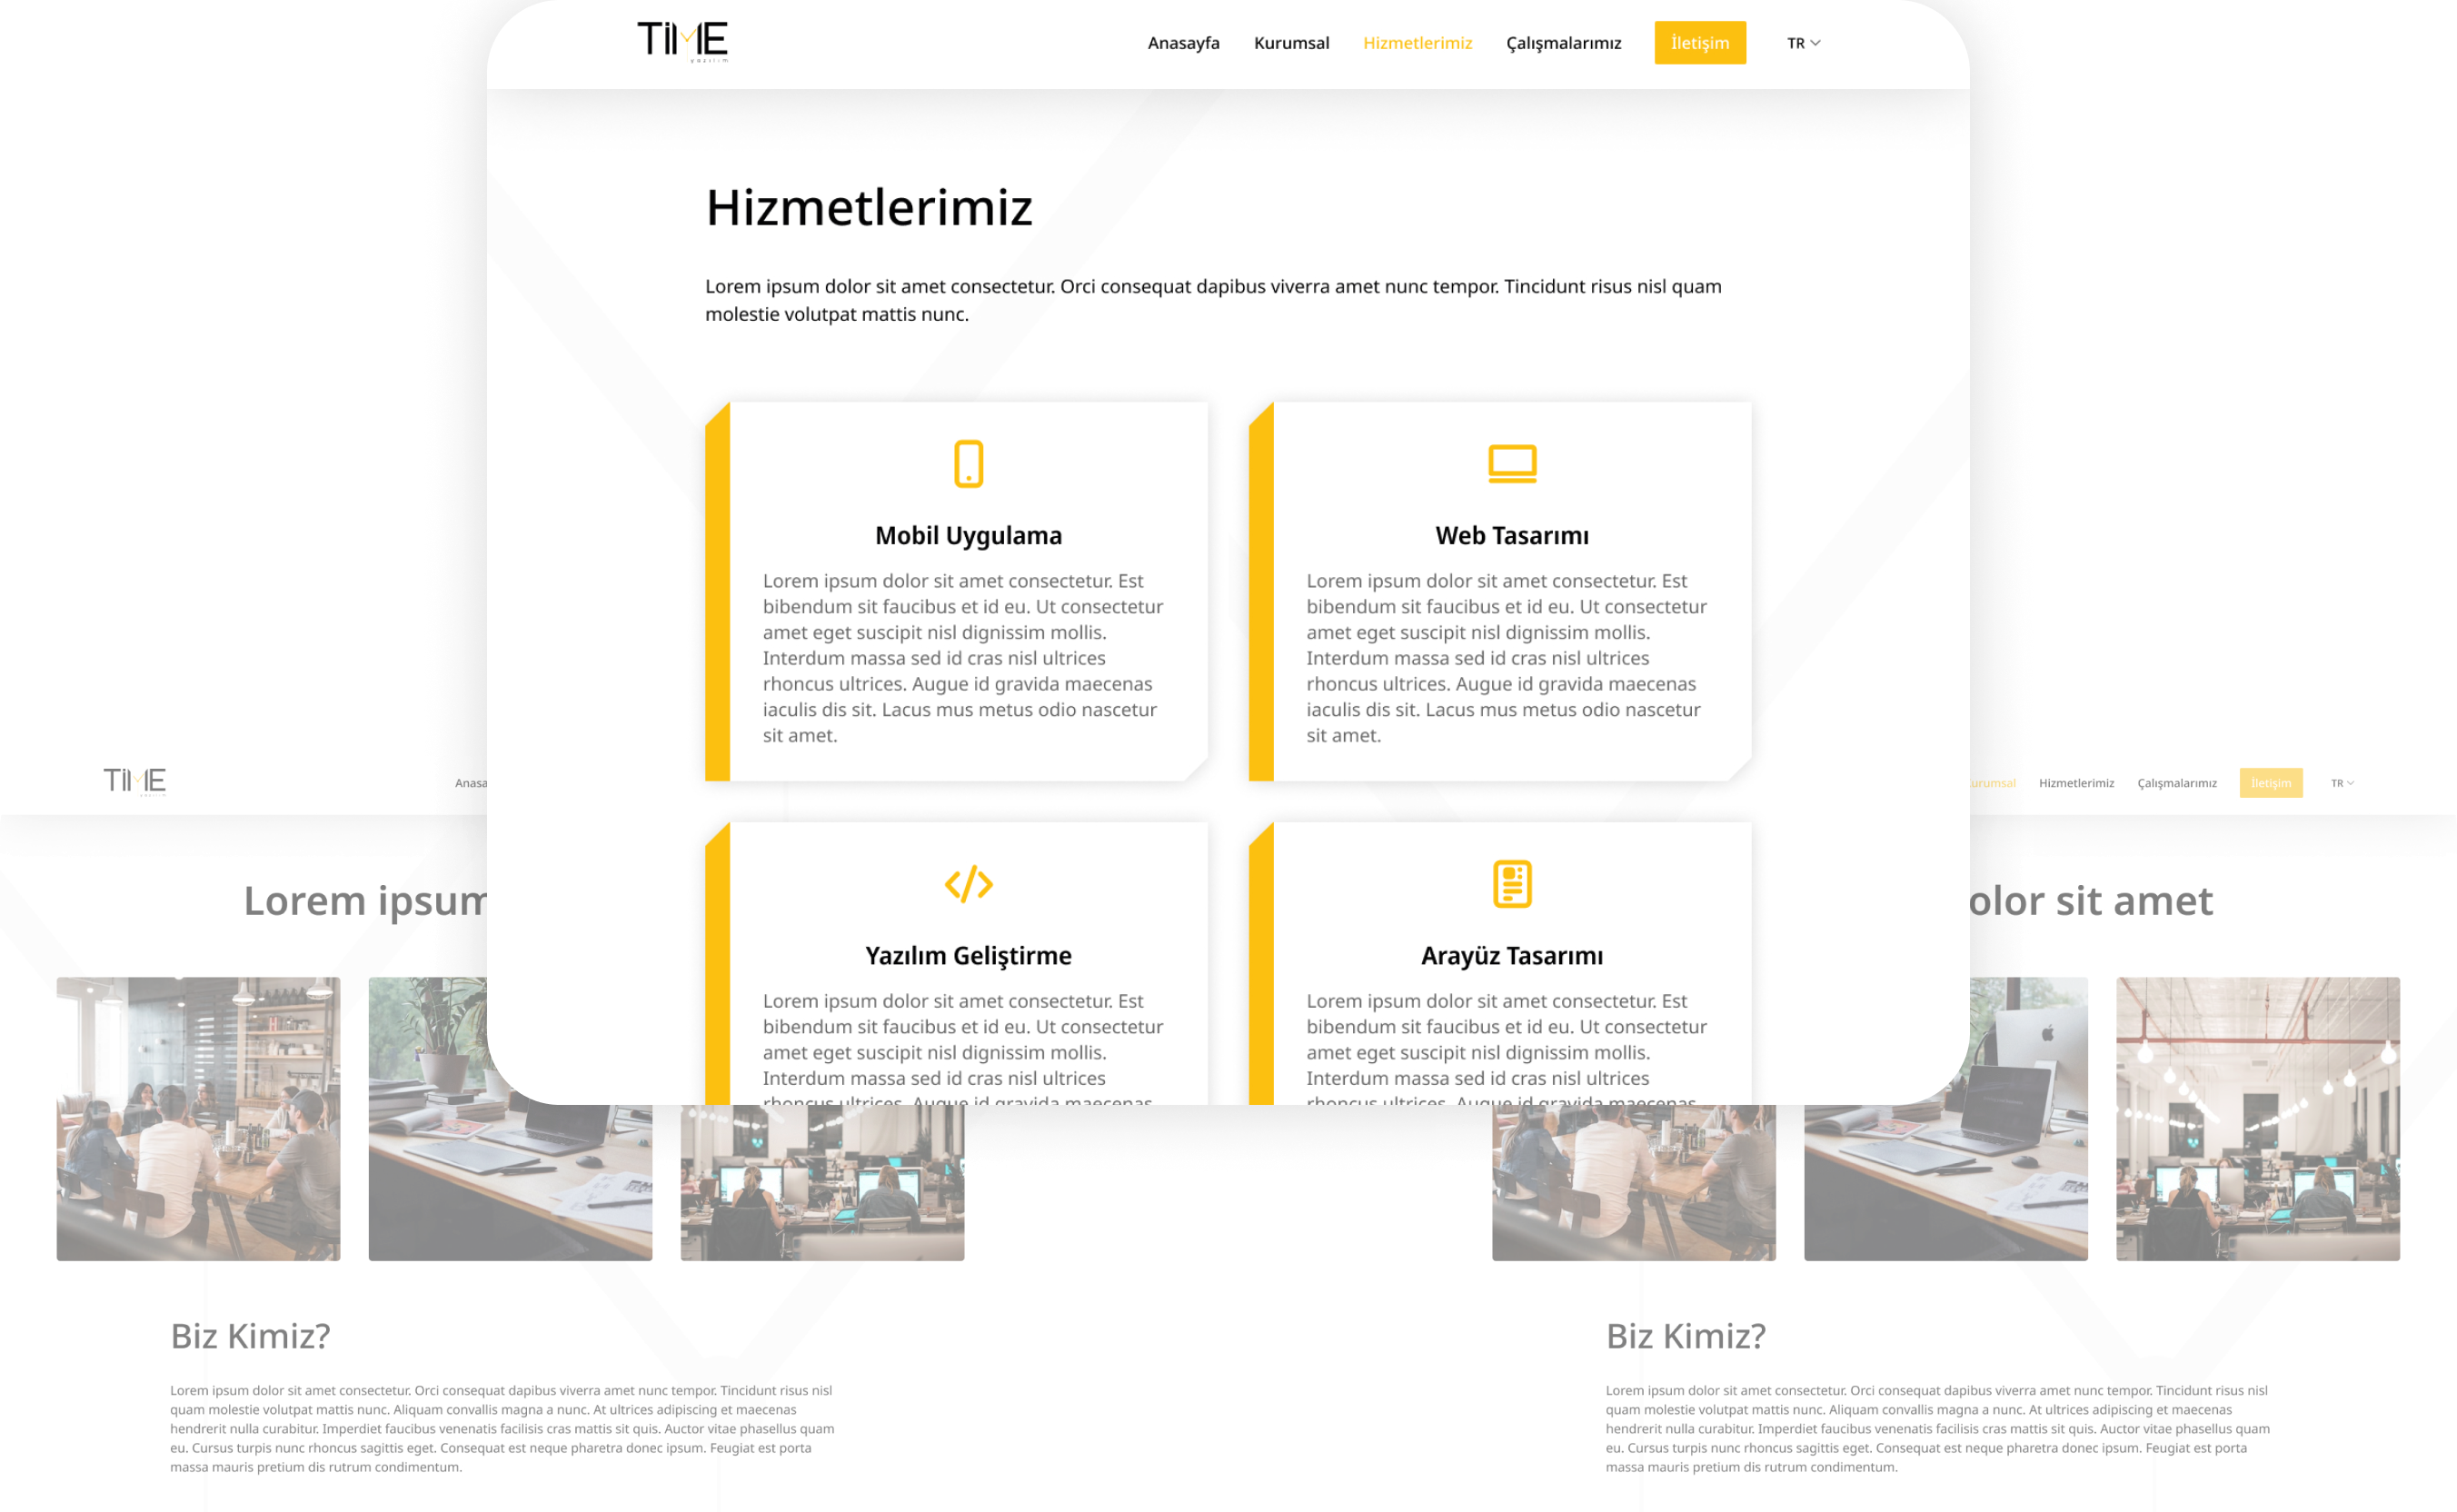 TiME
yazılım
Anasayfa Kurumsal Hizmetlerimiz Çalışmalarımız İletişim TR
Hizmetlerimiz
Lorem ipsum dolor sit amet consectetur. Orci consequat dapibus viverra amet nunc tempor. Tincidunt risus nisl quam
molestie volutpat mattis nunc.
Mobil Uygulama
Lorem ipsum dolor sit amet consectetur. Est
bibendum sit faucibus et id eu. Ut consectetur
amet eget suscipit nisl dignissim mollis.
Interdum massa sed id cras nisl ultrices
rhoncus ultrices. Augue id gravida maecenas
iaculis dis sit. Lacus mus metus odio nascetur
sit amet.
Web Tasarımı
Lorem ipsum dolor sit amet consectetur. Est
bibendum sit faucibus et id eu. Ut consectetur
amet eget suscipit nisl dignissim mollis.
Interdum massa sed id cras nisl ultrices
rhoncus ultrices. Augue id gravida maecenas
iaculis dis sit. Lacus mus metus odio nascetur
sit amet.
Yazılım Geliştirme
Lorem ipsum dolor sit amet consectetur. Est
bibendum sit faucibus et id eu. Ut consectetur
amet eget suscipit nisl dignissim mollis.
Interdum massa sed id cras nisl ultrices
rhoncus ultrices. Augue id gravida maecenas
Arayüz Tasarımı
Lorem ipsum dolor sit amet consectetur. Est
bibendum sit faucibus et id eu. Ut consectetur
amet eget suscipit nisl dignissim mollis.
Interdum massa sed id cras nisl ultrices
rhoncus ultrices. Augue id gravida maecenas
TiME
yazılım
Anasa
Lorem ipsum
Biz Kimiz?
Lorem ipsum dolor sit amet consectetur. Orci consequat dapibus viverra amet nunc tempor. Tincidunt risus nisl
quam molestie volutpat mattis nunc. Aliquam convallis magna a nunc. At ultrices adipiscing et maecenas
hendrerit nulla curabitur. Imperdiet faucibus venenatis facilisis cras mattis sit quis. Auctor vitae phasellus quam
eu. Cursus turpis nunc rhoncus sagittis eget. Consequat est neque pharetra donec ipsum. Feugiat est porta
massa mauris pretium dis rutrum condimentum.
urumsal Hizmetlerimiz Çalışmalarımız İletişim TR
olor sit amet
Biz Kimiz?
Lorem ipsum dolor sit amet consectetur. Orci consequat dapibus viverra amet nunc tempor. Tincidunt risus nisl
quam molestie volutpat mattis nunc. Aliquam convallis magna a nunc. At ultrices adipiscing et maecenas
hendrerit nulla curabitur. Imperdiet faucibus venenatis facilisis cras mattis sit quis. Auctor vitae phasellus quam
eu. Cursus turpis nunc rhoncus sagittis eget. Consequat est neque pharetra donec ipsum. Feugiat est porta
massa mauris pretium dis rutrum condimentum.